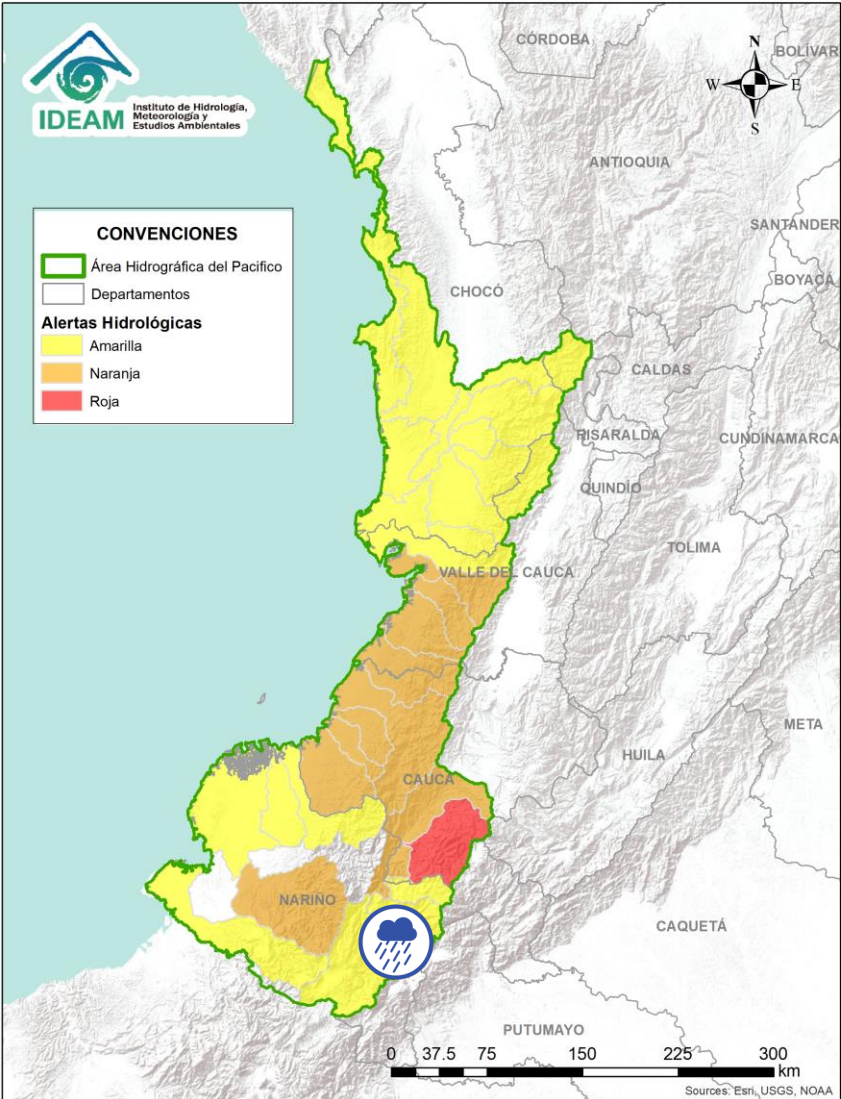 IDEAM
Instituto de Hidrología,
Meteorología y
Estudios Ambientales
N
W
E
S
CÓRDOBA
BOLÍVAR
ANTIOQUIA
SANTANDER
BOYACÁ
CONVENCIONES
Área Hidrográfica del Pacifico
Departamentos
Alertas Hidrológicas
Amarilla
Naranja
Roja
CHOCÓ
CALDAS
RISARALDA
CUNDINAMARCA
QUINDÍO
TOLIMA
VALLE DEL CAUCA
META
HUILA
CAUCA
NARIÑO
CAQUETÁ
PUTUMAYO
0 37.5 75 150 225 300
km
Sources: Esri, USGS, NOAA